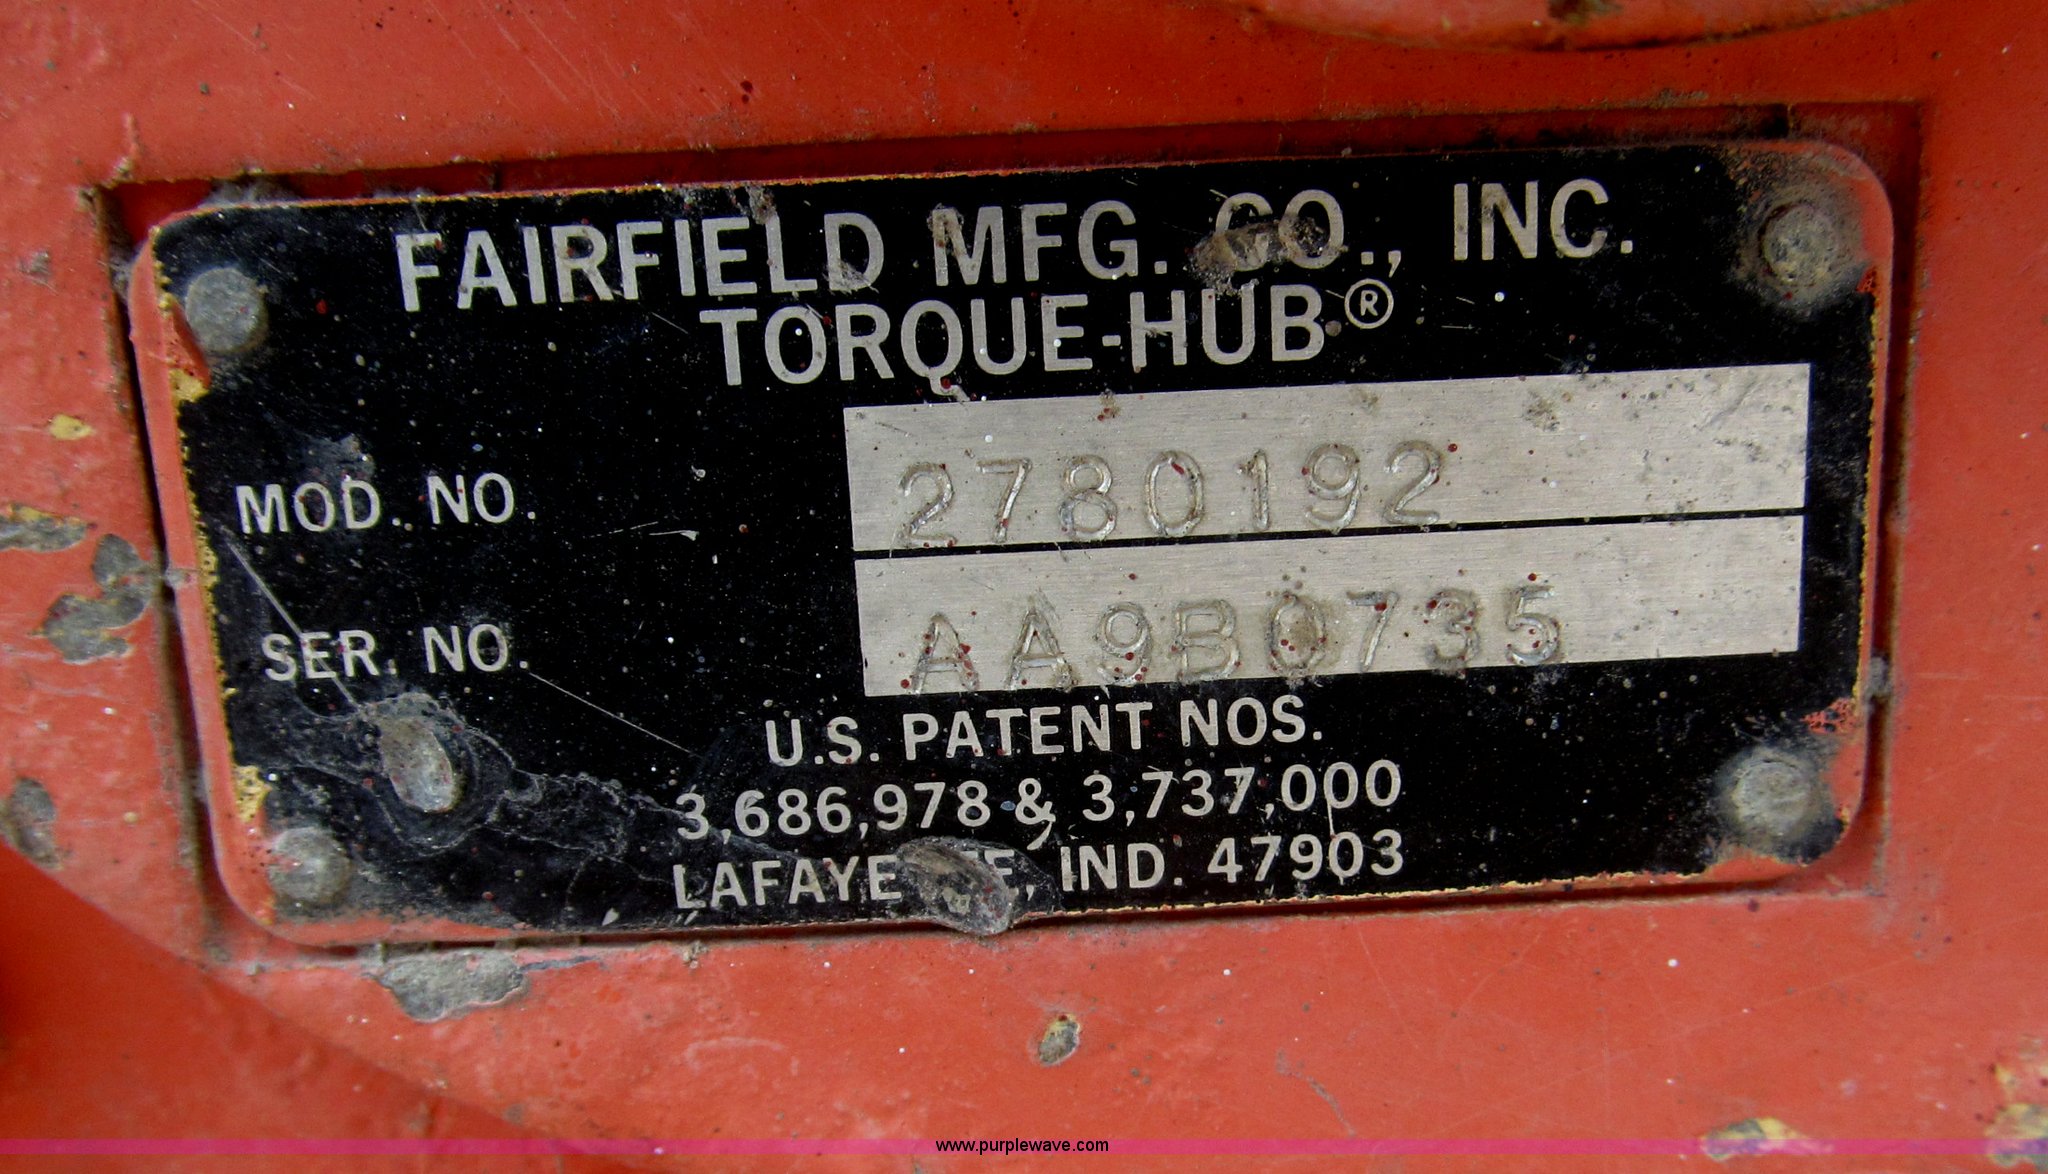 FAIRFIELD MFG. CO., INC.
TORQUE-HUB®
MOD. NO. 2780192
SER. NO. AA9B0735
U.S. PATENT NOS.
3,686,978 & 3,737,000
LAFAYETTE, IND. 47903
www.purplewave.com